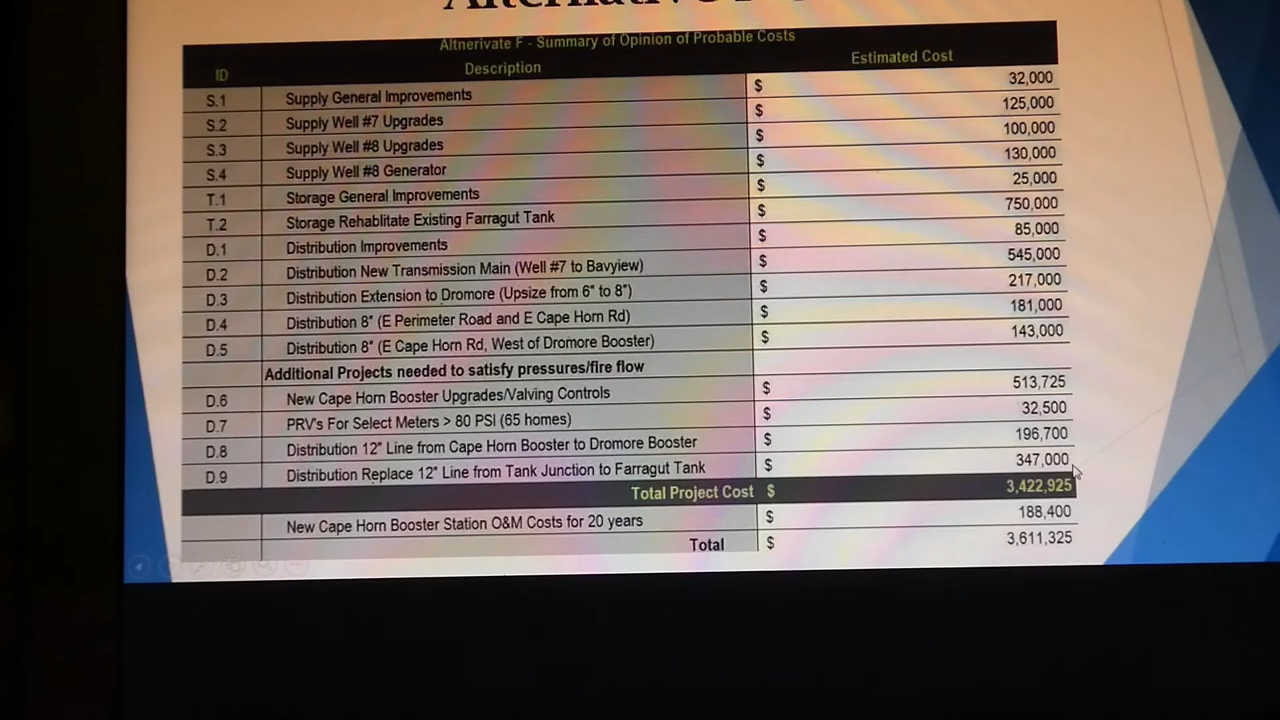 Altnerivate F - Summary of Opinion of Probable Costs
ID Description Estimated Cost
S.1 Supply General Improvements $ 32,000
S.2 Supply Well #7 Upgrades $ 125,000
S.3 Supply Well #8 Upgrades $ 100,000
S.4 Supply Well #8 Generator $ 130,000
T.1 Storage General Improvements $ 25,000
T.2 Storage Rehablitate Existing Farragut Tank $ 750,000
D.1 Distribution Improvements $ 85,000
D.2 Distribution New Transmission Main (Well #7 to Bavyiew) $ 545,000
D.3 Distribution Extension to Dromore (Upsize from 6" to 8") $ 217,000
D.4 Distribution 8" (E Perimeter Road and E Cape Horn Rd) $ 181,000
D.5 Distribution 8" (E Cape Horn Rd, West of Dromore Booster) $ 143,000
Additional Projects needed to satisfy pressures/fire flow
D.6 New Cape Horn Booster Upgrades/Valving Controls $ 513,725
D.7 PRV's For Select Meters > 80 PSI (65 homes) $ 32,500
D.8 Distribution 12" Line from Cape Horn Booster to Dromore Booster $ 196,700
D.9 Distribution Replace 12" Line from Tank Junction to Farragut Tank $ 347,000
Total Project Cost $ 3,422,925
New Cape Horn Booster Station O&M Costs for 20 years $ 188,400
Total $ 3,611,325